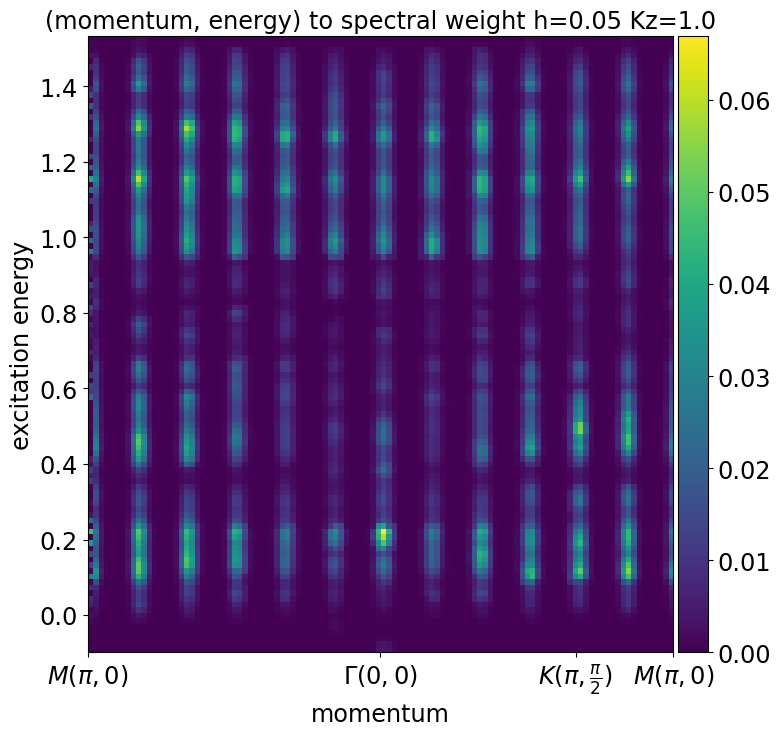 (momentum, energy) to spectral weight h=0.05 Kz=1.0
excitation energy
1.4
1.2
1.0
0.8
0.6
0.4
0.2
0.0
M(π, 0)
Γ(0, 0)
K(π, π/2)
M(π, 0)
momentum
0.06
0.05
0.04
0.03
0.02
0.01
0.00